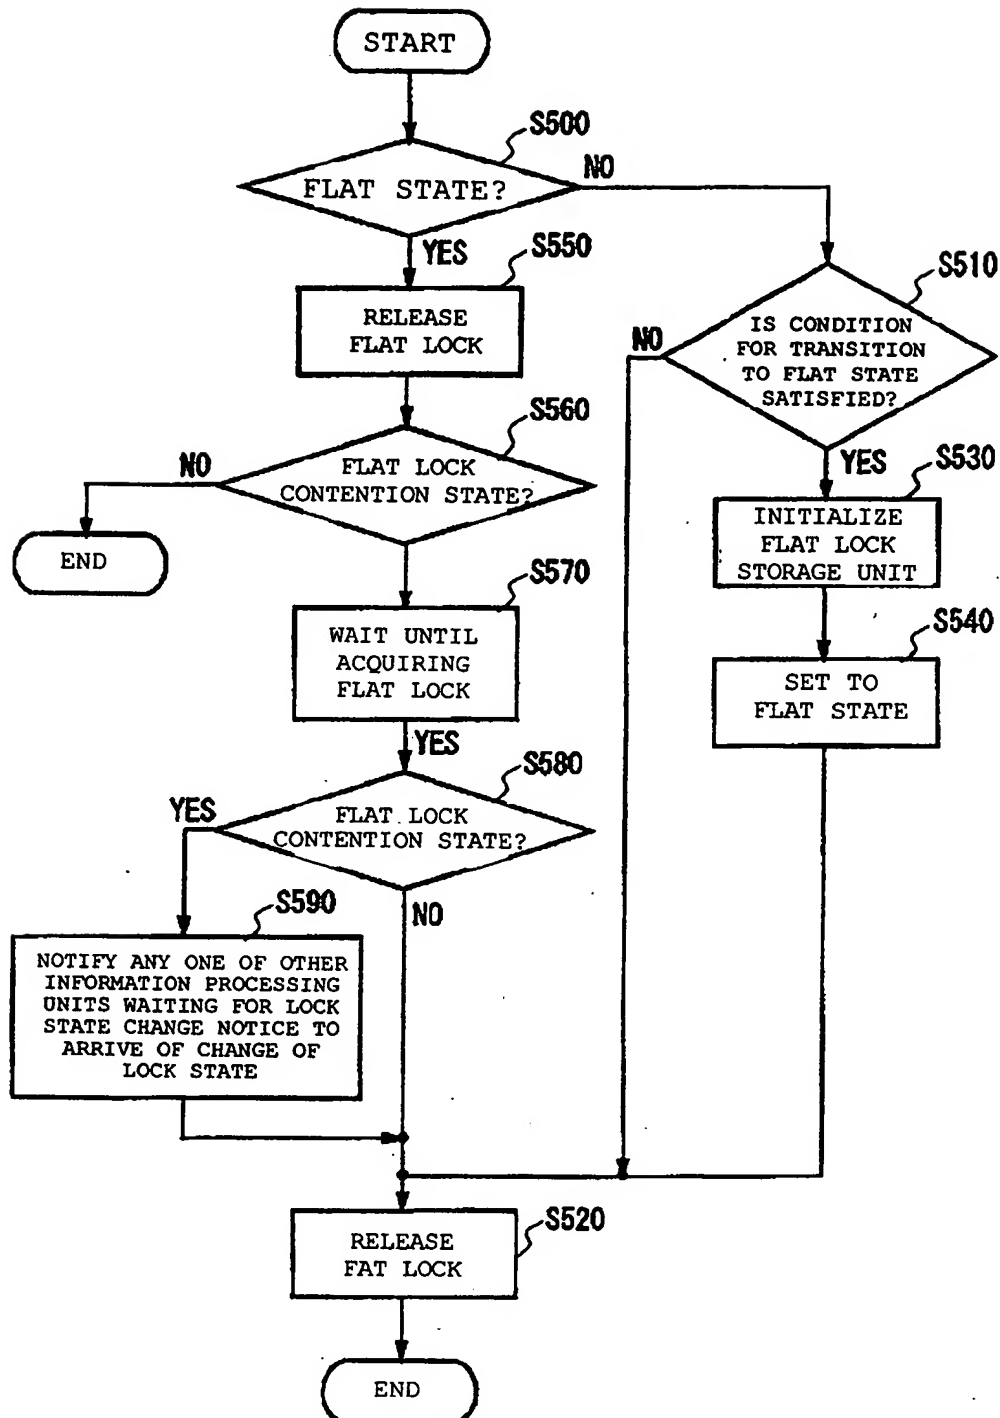 START
S500
FLAT STATE?
NO
YES
S550
RELEASE
FLAT LOCK
S510
IS CONDITION
FOR TRANSITION
TO FLAT STATE
SATISFIED?
NO
YES
S560
FLAT LOCK
CONTENTION STATE?
NO
END
S530
INITIALIZE
FLAT LOCK
STORAGE UNIT
S570
WAIT UNTIL
ACQUIRING
FLAT LOCK
S540
SET TO
FLAT STATE
YES
S580
FLAT LOCK
CONTENTION STATE?
YES
NO
S590
NOTIFY ANY ONE OF OTHER
INFORMATION PROCESSING
UNITS WAITING FOR LOCK
STATE CHANGE NOTICE TO
ARRIVE OF CHANGE OF
LOCK STATE
S520
RELEASE
FAT LOCK
END